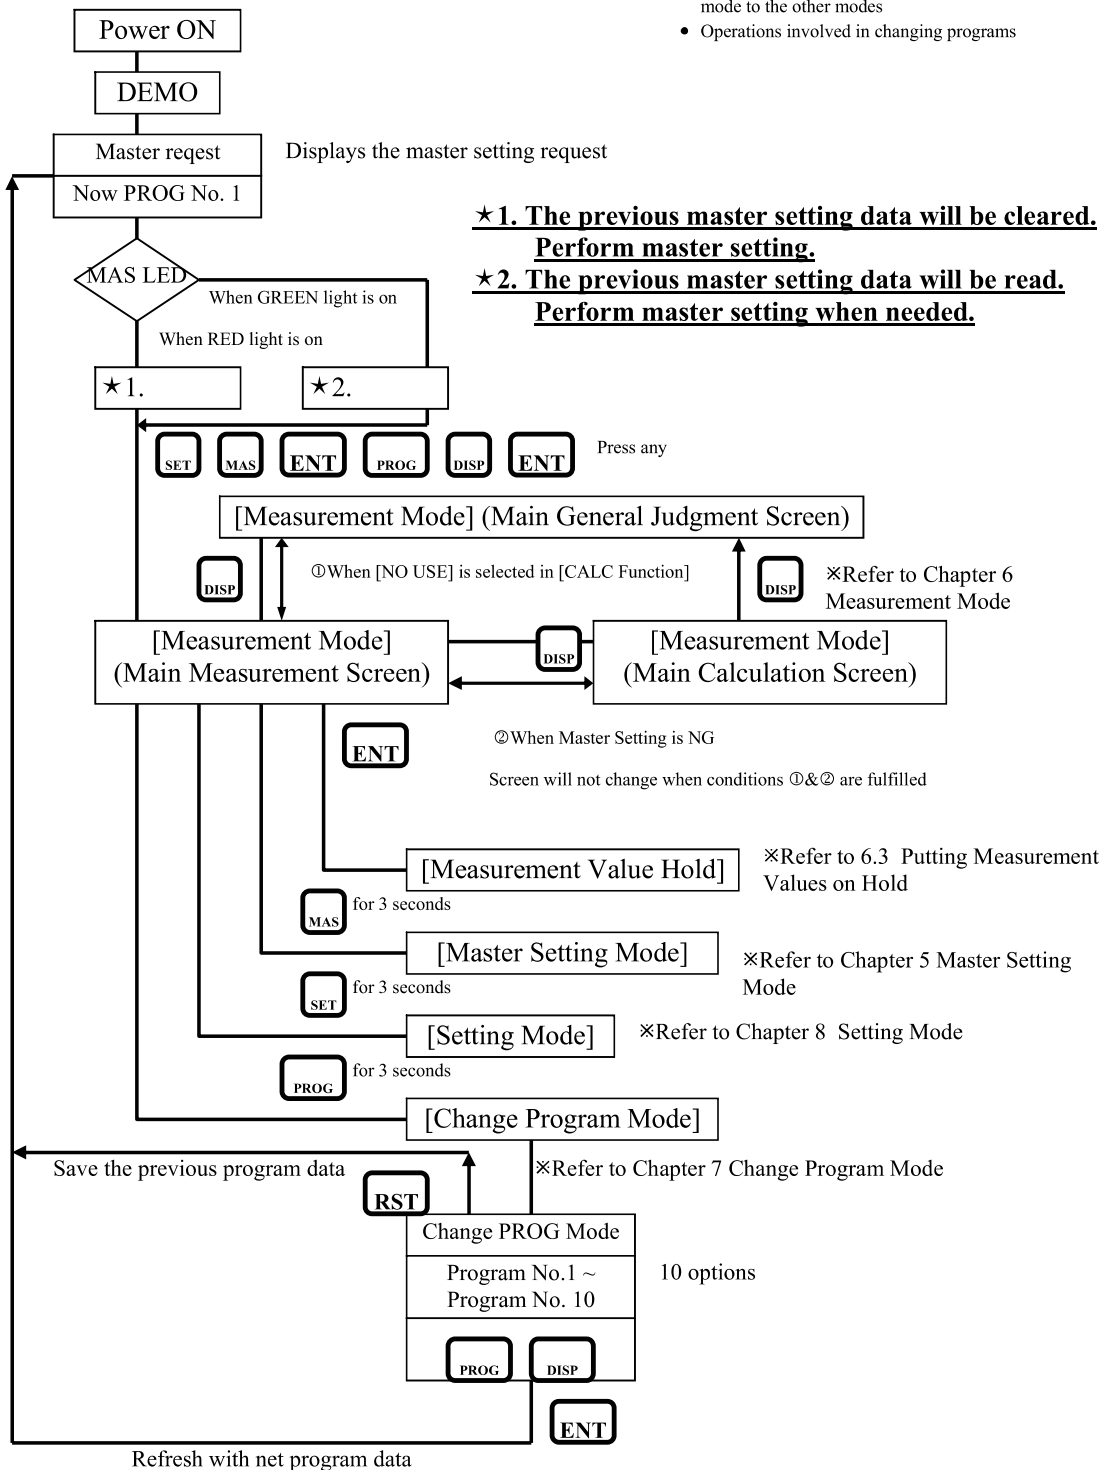 mode to the other modes
• Operations involved in changing programs
Power ON
DEMO
Master reqest
Displays the master setting request
Now PROG No. 1
★1. The previous master setting data will be cleared.
Perform master setting.
★2. The previous master setting data will be read.
Perform master setting when needed.
MAS LED
When GREEN light is on
When RED light is on
★1.
★2.
SET MAS ENT PROG DISP ENT Press any
[Measurement Mode] (Main General Judgment Screen)
DISP
①When [NO USE] is selected in [CALC Function]
DISP
※Refer to Chapter 6
Measurement Mode
[Measurement Mode]
(Main Measurement Screen)
DISP
[Measurement Mode]
(Main Calculation Screen)
ENT
②When Master Setting is NG
Screen will not change when conditions ①&② are fulfilled
[Measurement Value Hold]
※Refer to 6.3 Putting Measurement
Values on Hold
MAS for 3 seconds
[Master Setting Mode]
※Refer to Chapter 5 Master Setting
Mode
SET for 3 seconds
[Setting Mode]
※Refer to Chapter 8 Setting Mode
PROG for 3 seconds
[Change Program Mode]
Save the previous program data
※Refer to Chapter 7 Change Program Mode
RST
Change PROG Mode
Program No.1 ~
Program No. 10
10 options
PROG DISP
ENT
Refresh with net program data